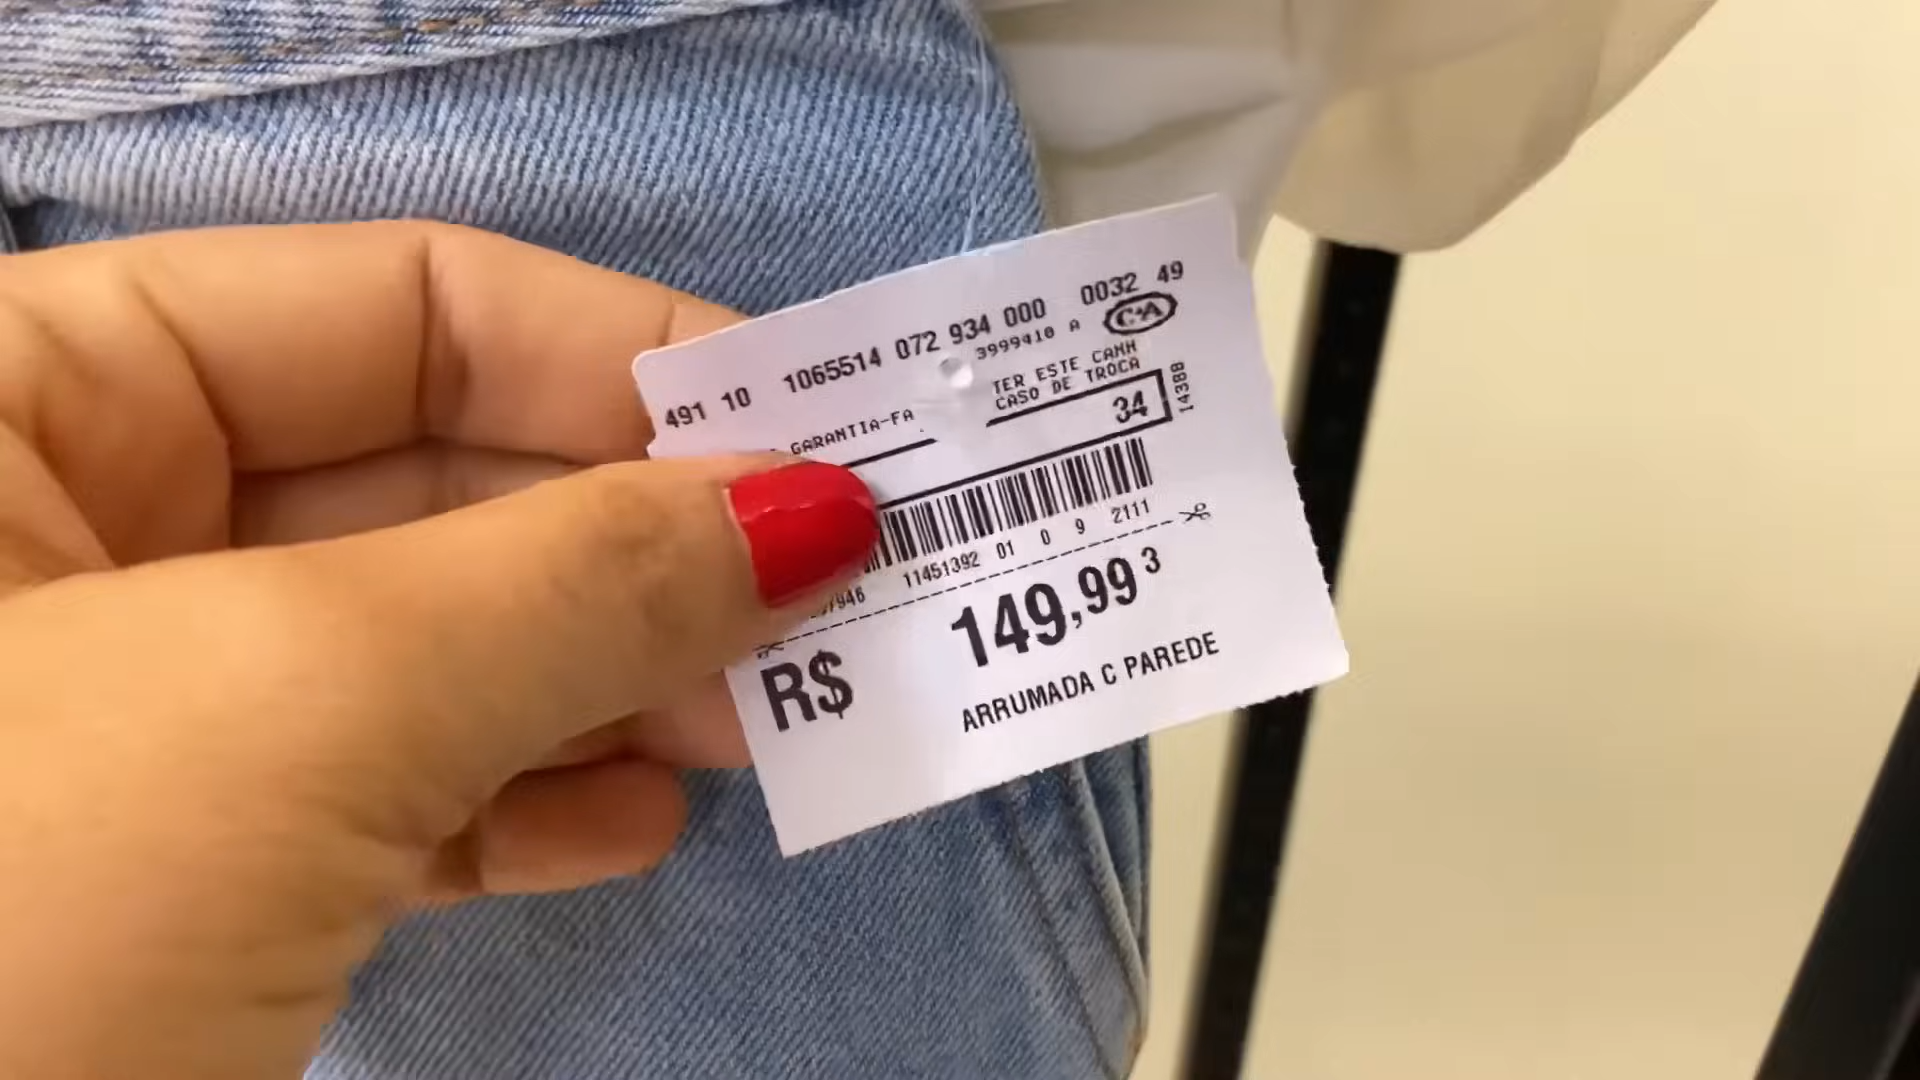 491 10 1065514 072 934 000 0032 49
3999410 A C&A
GARANTIA-FA TER ESTE CANH
CASO DE TROCA
34
14388
11451392 01 0 9 2111
R$ 149,99 3
ARRUMADA C PAREDE